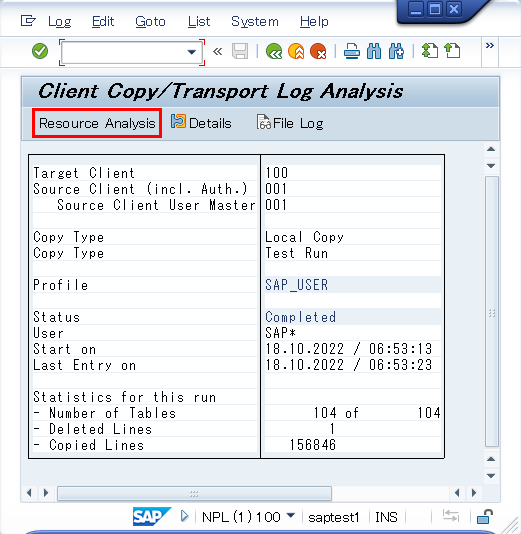 Log Edit Goto List System Help
« »
Client Copy/Transport Log Analysis
Resource Analysis Details File Log
Target Client 100
Source Client (incl. Auth.) 001
Source Client User Master 001
Copy Type Local Copy
Copy Type Test Run
Profile SAP_USER
Status Completed
User SAP*
Start on 18.10.2022 / 06:53:13
Last Entry on 18.10.2022 / 06:53:23
Statistics for this run
- Number of Tables 104 of 104
- Deleted Lines 1
- Copied Lines 156846
SAP NPL (1) 100 saptest1 INS